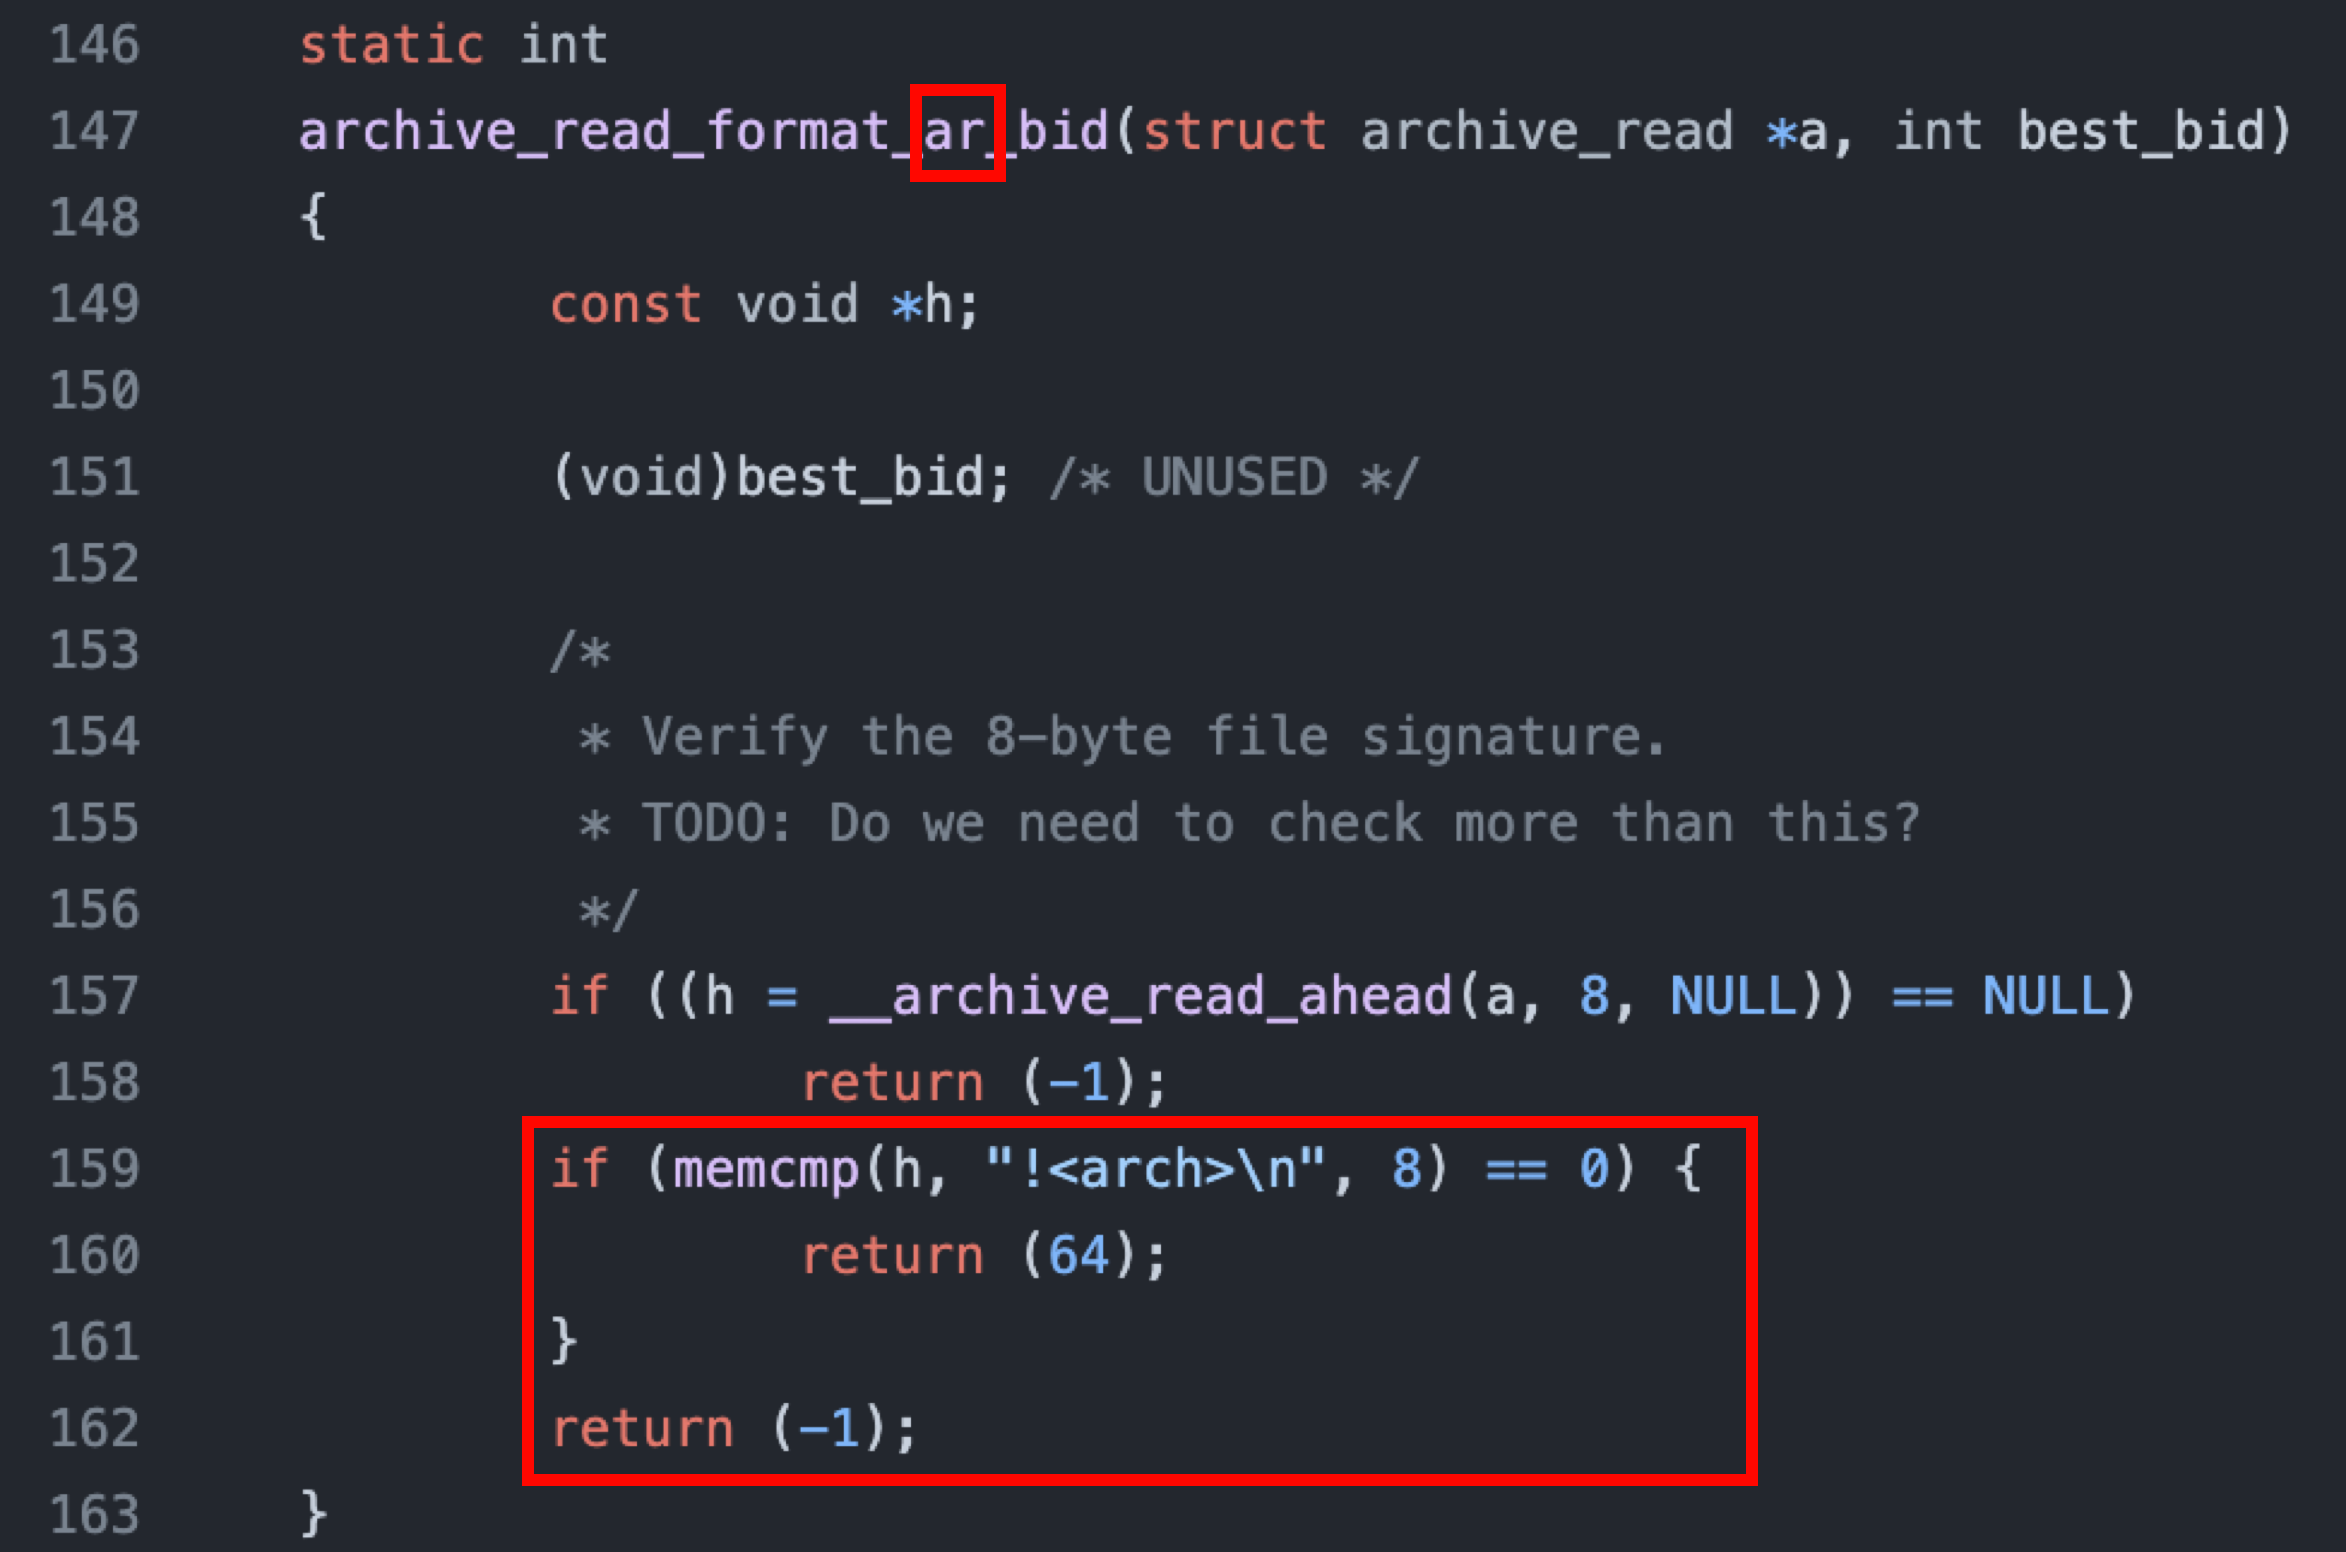 146 static int
147 archive_read_format_ar_bid(struct archive_read *a, int best_bid)
148 {
149 const void *h;
150
151 (void)best_bid; /* UNUSED */
152
153 /*
154 * Verify the 8-byte file signature.
155 * TODO: Do we need to check more than this?
156 */
157 if ((h = __archive_read_ahead(a, 8, NULL)) == NULL)
158 return (-1);
159 if (memcmp(h, "!<arch>\n", 8) == 0) {
160 return (64);
161 }
162 return (-1);
163 }